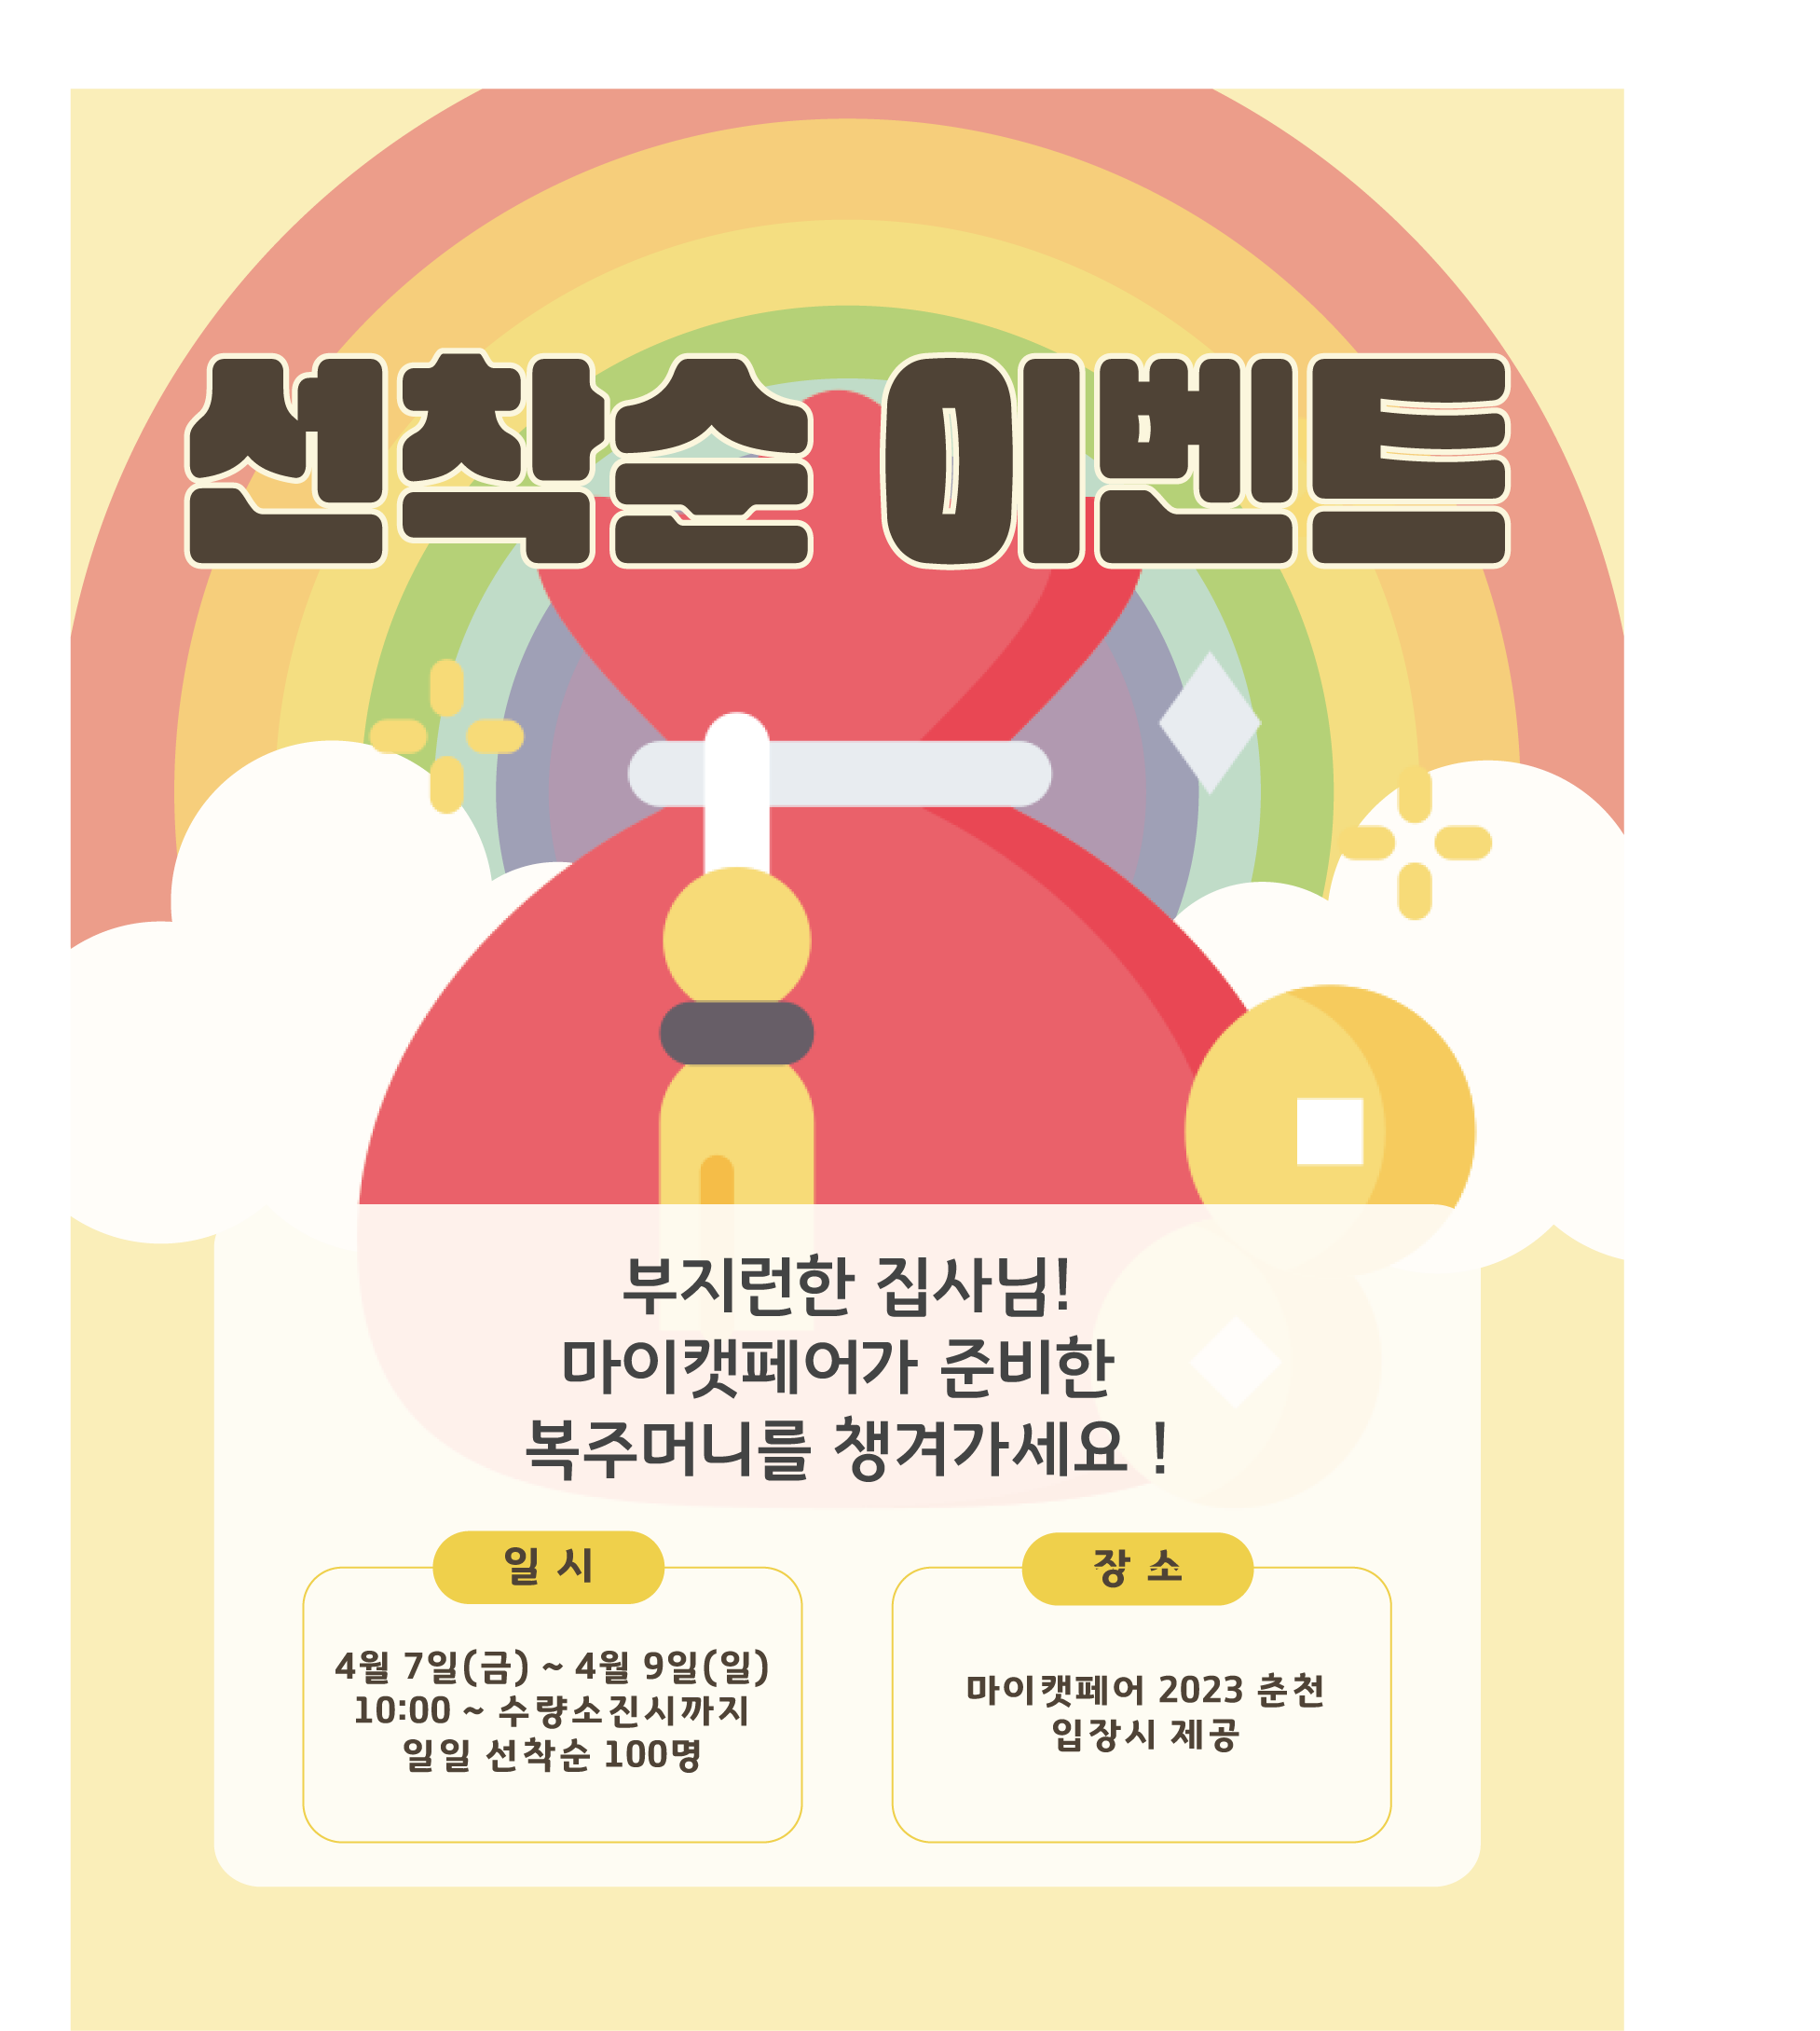 선착순 이벤트
부지런한 집사님!
마이캣페어가 준비한
복주머니를 챙겨가세요 !
일 시
4월 7일(금) ~ 4월 9일(일)
10:00 ~ 수량소진시까지
일일 선착순 100명
장 소
마이캣페어 2023 춘천
입장시 제공